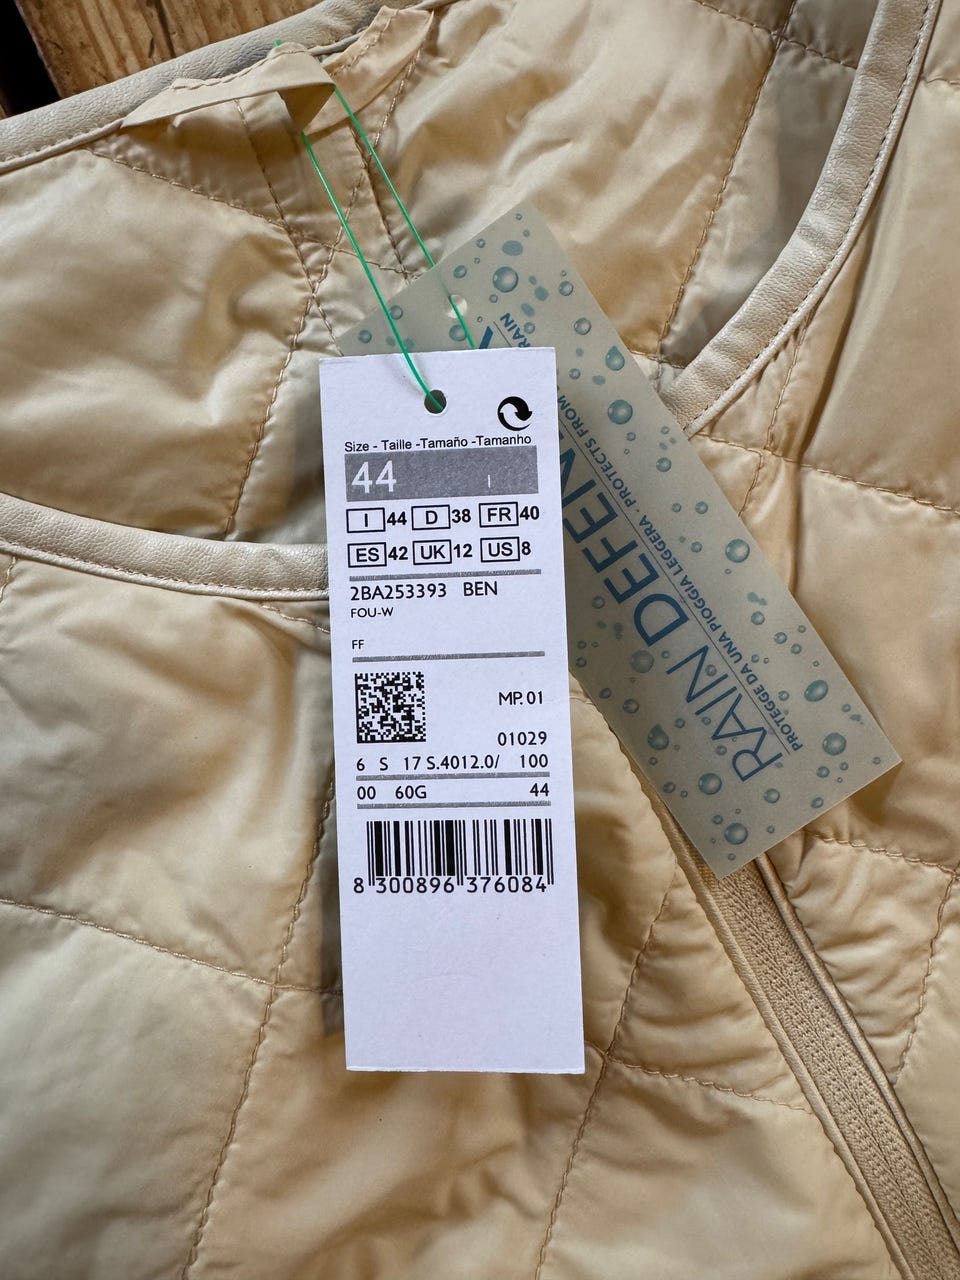 Size - Taille -Tamaño -Tamanho
44 I
I 44 D 38 FR 40
ES 42 UK 12 US 8
2BA253393 BEN
FOU-W
FF
MP. 01
01029
6 S 17 S.4012.0/ 100
00 60G 44
8 300896 376084
RAIN DEFEN
PROTEGGE DA UNA PIOGGIA LEGGERA · PROTECTS FROM
RAIN